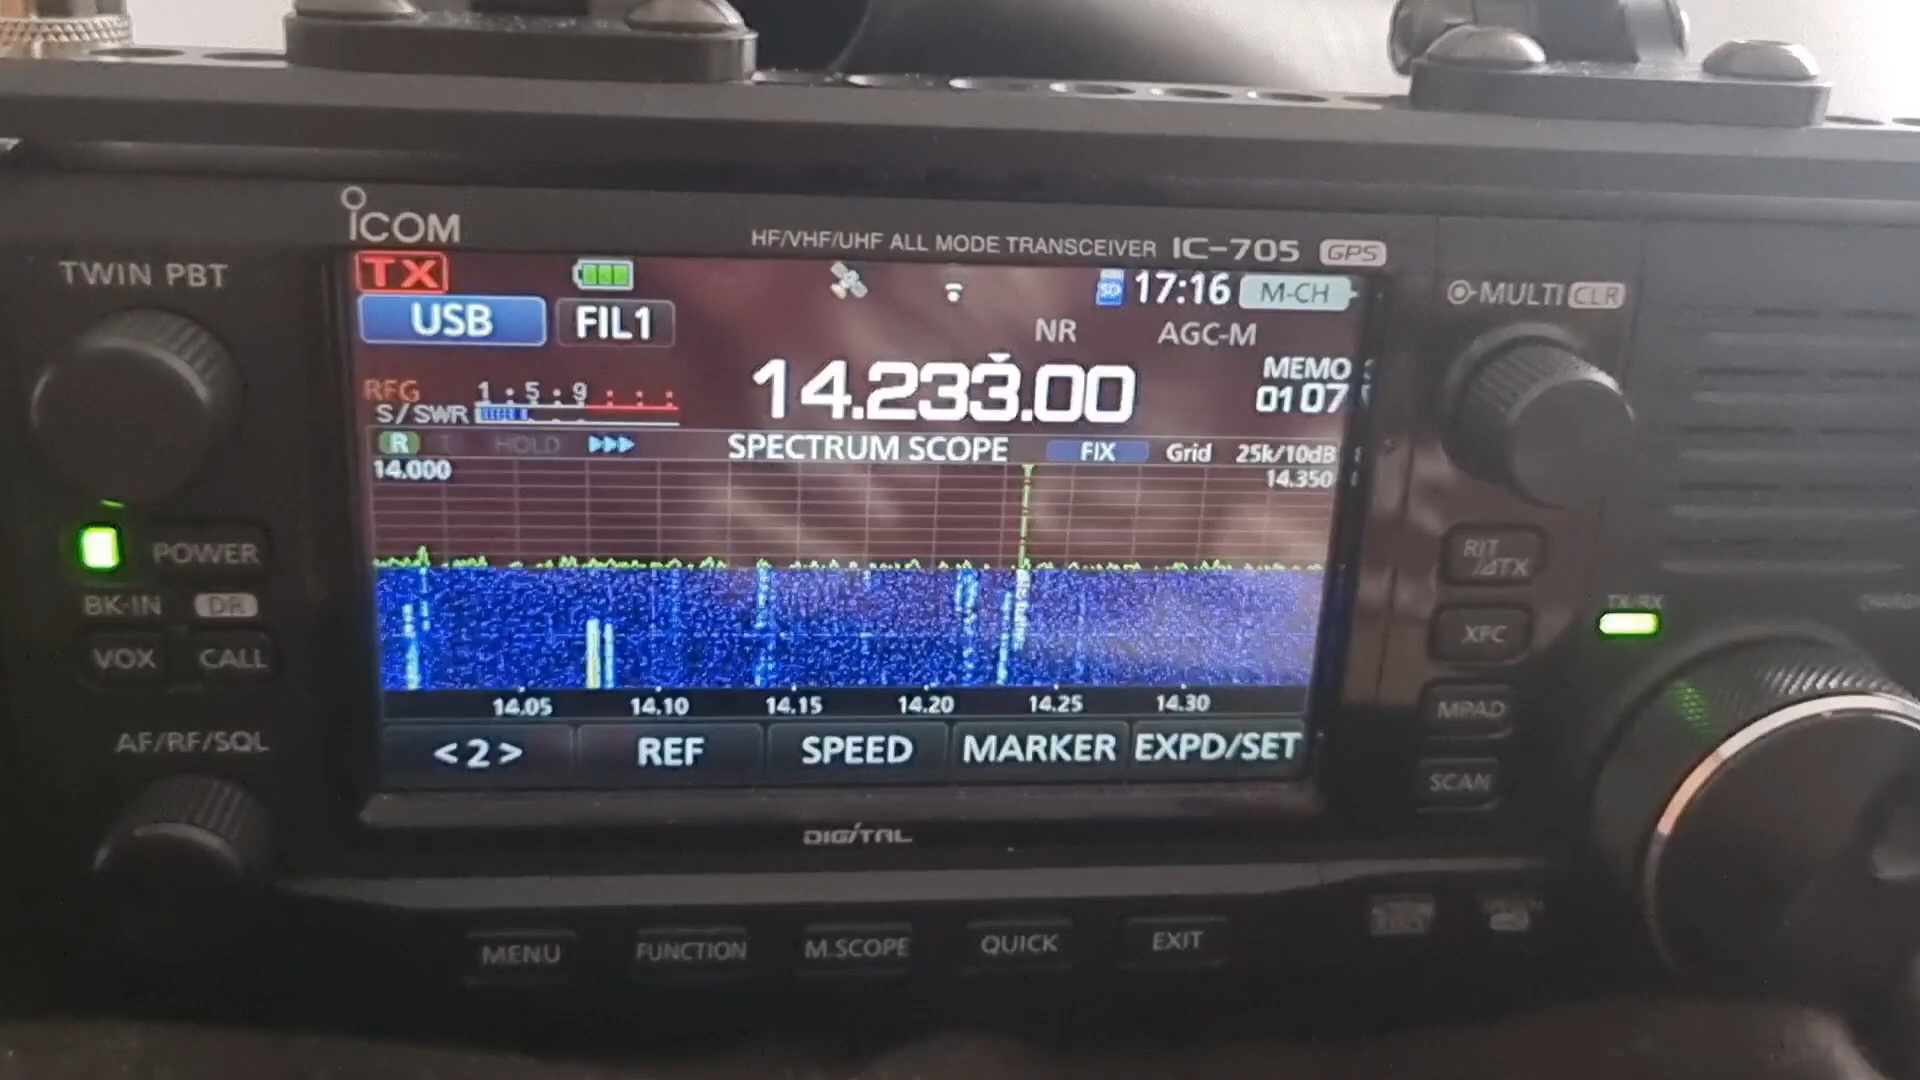 ICOM
HF/VHF/UHF ALL MODE TRANSCEIVER IC-705 GPS
TWIN PBT
TX
17:16 M-CH
MULTI CLR
USB FIL1
NR AGC-M
14.233.00
MEMO
01 07
RFG
1 : 5 : 9
S/SWR
R T HOLD SPECTRUM SCOPE FIX Grid 25k/10dB
14.000 14.350
POWER
RIT
/⊿TX
BK-IN DR
TX/RX
VOX CALL
XFC
14.05 14.10 14.15 14.20 14.25 14.30
MPAD
AF/RF/SQL
<2> REF SPEED MARKER EXPD/SET
SCAN
DIGITAL
MENU FUNCTION M.SCOPE QUICK EXIT